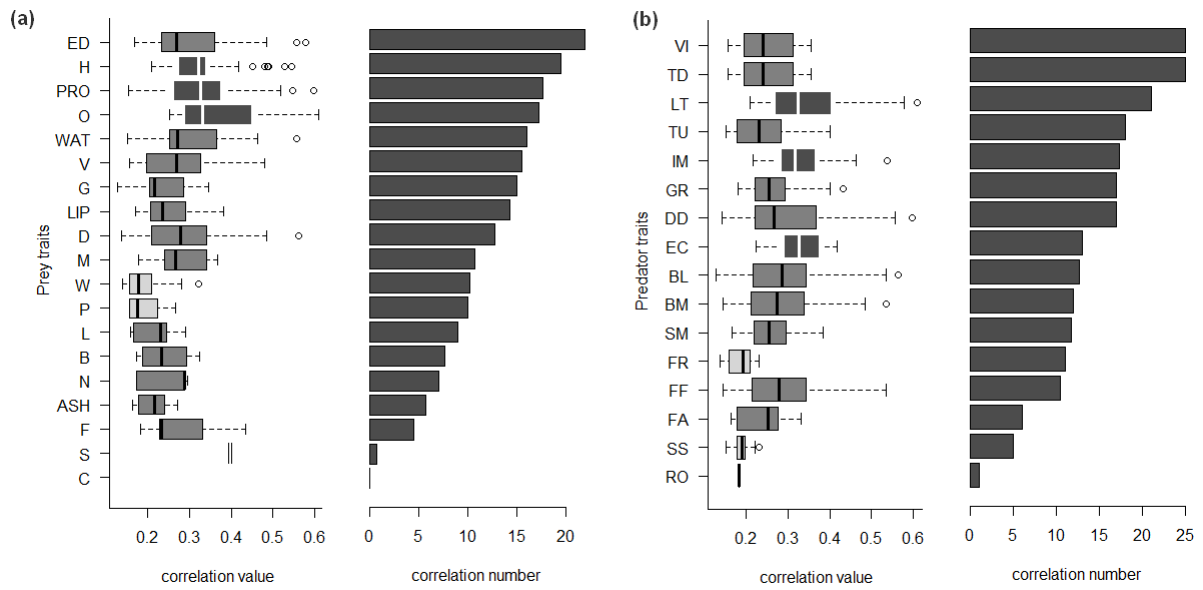 (a)
Prey traits
ED
H
PRO
O
WAT
V
G
LIP
D
M
W
P
L
B
N
ASH
F
S
C
0.2 0.3 0.4 0.5 0.6
correlation value
0 5 10 15 20
correlation number
(b)
Predator traits
VI
TD
LT
TU
IM
GR
DD
EC
BL
BM
SM
FR
FF
FA
SS
RO
0.2 0.3 0.4 0.5 0.6
correlation value
0 5 10 15 20 25
correlation number